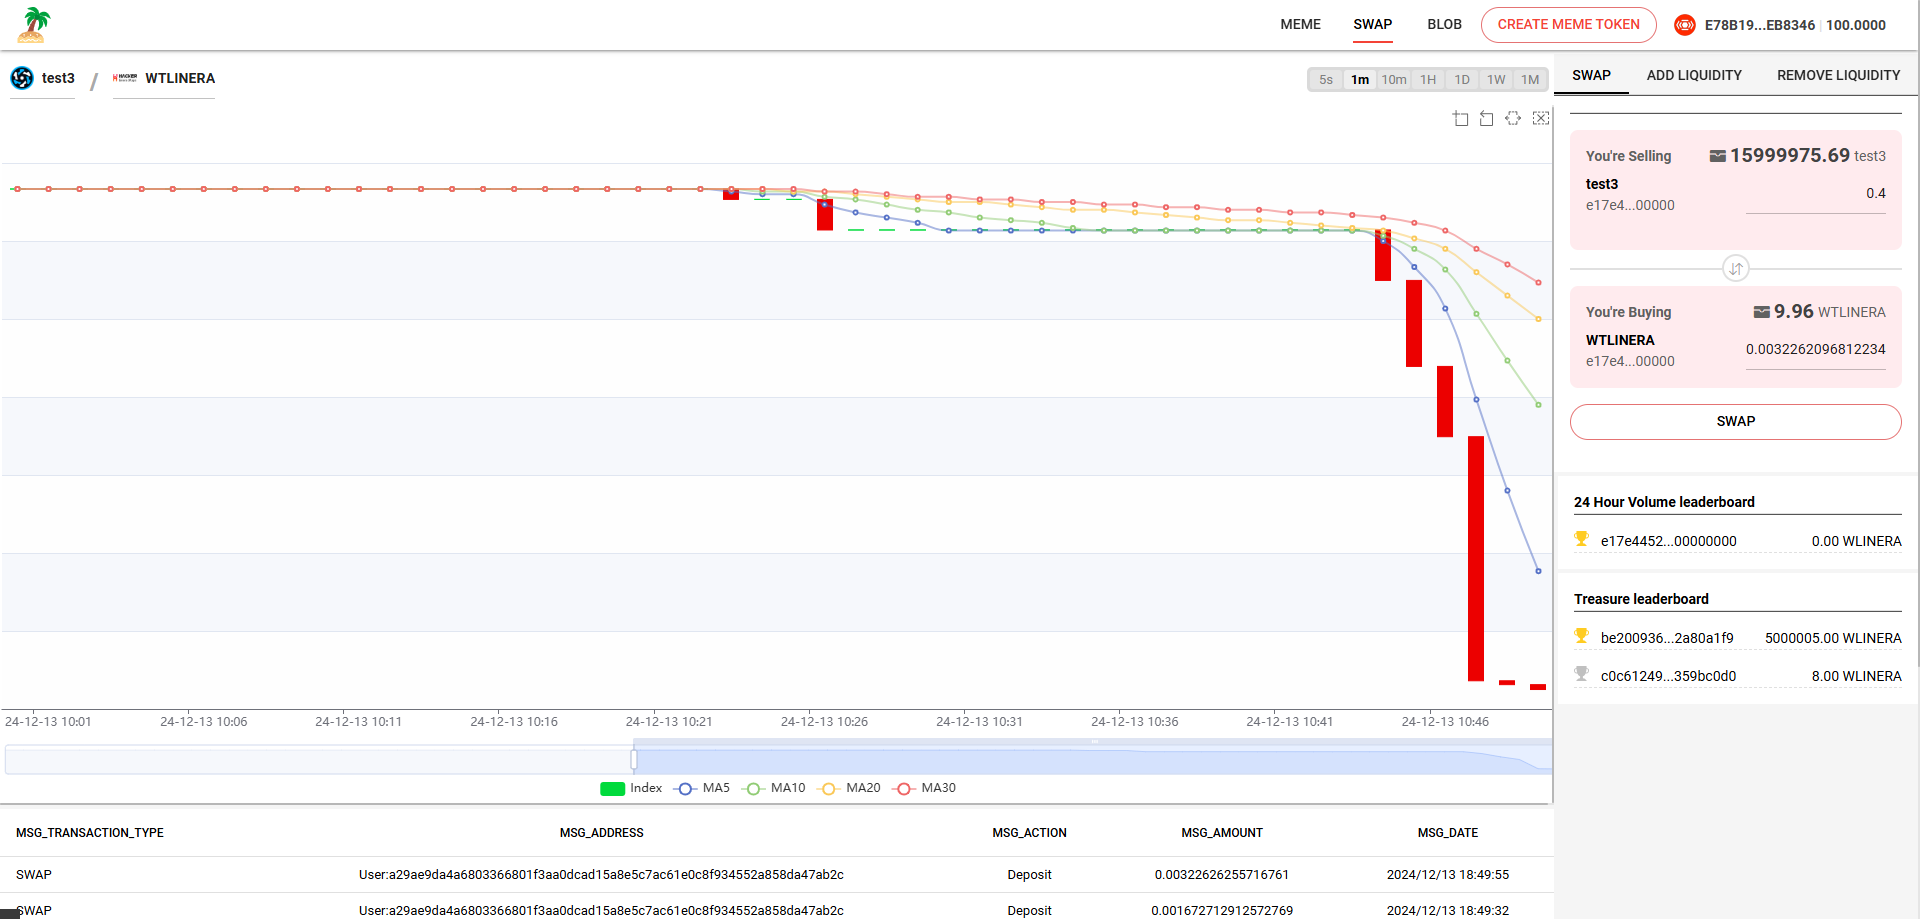 MEME SWAP BLOB CREATE MEME TOKEN E78B19...EB8346 100.0000
test3 / HACKER WTLINERA
5s 1m 10m 1H 1D 1W 1M
SWAP ADD LIQUIDITY REMOVE LIQUIDITY
You're Selling 15999975.69 test3
test3
e17e4...00000
0.4
You're Buying 9.96 WTLINERA
WTLINERA
e17e4...00000
0.0032262096812234
SWAP
24 Hour Volume leaderboard
e17e4452...00000000 0.00 WLINERA
Treasure leaderboard
be200936...2a80a1f9 5000005.00 WLINERA
c0c61249...359bc0d0 8.00 WLINERA
24-12-13 10:01 24-12-13 10:06 24-12-13 10:11 24-12-13 10:16 24-12-13 10:21 24-12-13 10:26 24-12-13 10:31 24-12-13 10:36 24-12-13 10:41 24-12-13 10:46
Index MA5 MA10 MA20 MA30
MSG_TRANSACTION_TYPE MSG_ADDRESS MSG_ACTION MSG_AMOUNT MSG_DATE
SWAP User:a29ae9da4a6803366801f3aa0dcad15a8e5c7ac61e0c8f934552a858da47ab2c Deposit 0.00322626255716761 2024/12/13 18:49:55
SWAP User:a29ae9da4a6803366801f3aa0dcad15a8e5c7ac61e0c8f934552a858da47ab2c Deposit 0.001672712912572769 2024/12/13 18:49:32